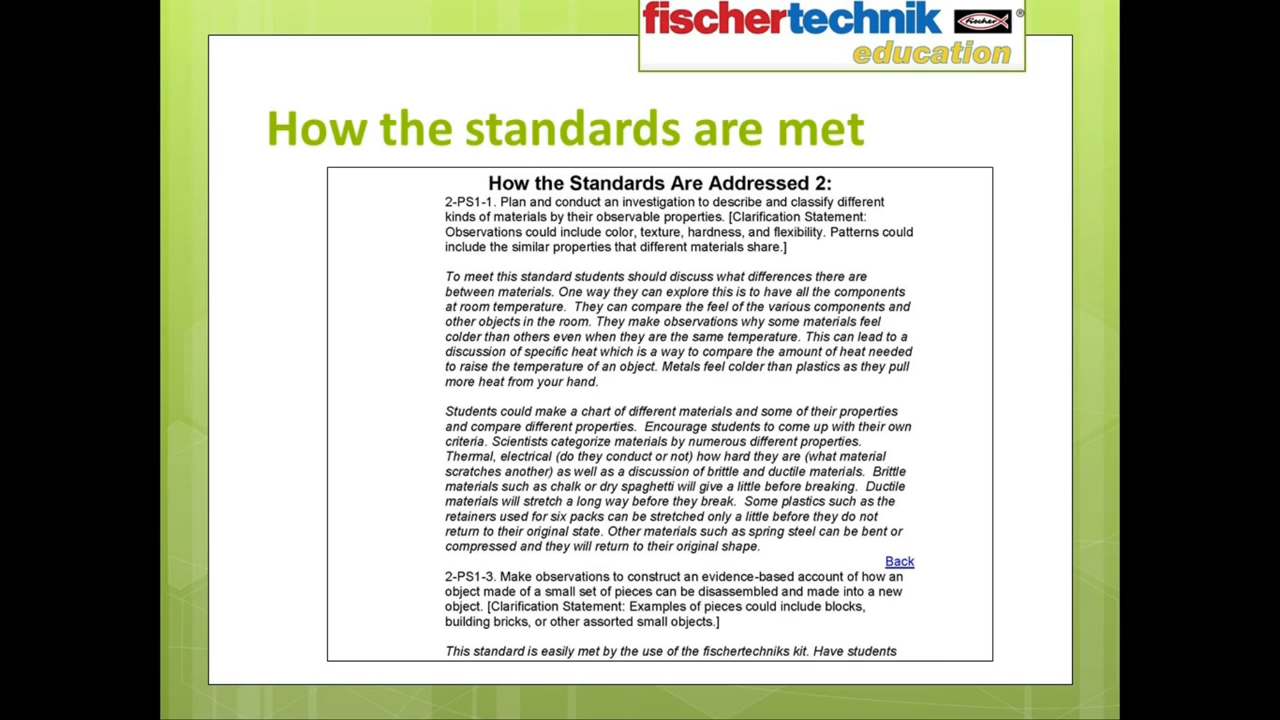 fischertechnik fischer ®
education
How the standards are met
How the Standards Are Addressed 2:
2-PS1-1. Plan and conduct an investigation to describe and classify different
kinds of materials by their observable properties. [Clarification Statement:
Observations could include color, texture, hardness, and flexibility. Patterns could
include the similar properties that different materials share.]
To meet this standard students should discuss what differences there are
between materials. One way they can explore this is to have all the components
at room temperature. They can compare the feel of the various components and
other objects in the room. They make observations why some materials feel
colder than others even when they are the same temperature. This can lead to a
discussion of specific heat which is a way to compare the amount of heat needed
to raise the temperature of an object. Metals feel colder than plastics as they pull
more heat from your hand.
Students could make a chart of different materials and some of their properties
and compare different properties. Encourage students to come up with their own
criteria. Scientists categorize materials by numerous different properties.
Thermal, electrical (do they conduct or not) how hard they are (what material
scratches another) as well as a discussion of brittle and ductile materials. Brittle
materials such as chalk or dry spaghetti will give a little before breaking. Ductile
materials will stretch a long way before they break. Some plastics such as the
retainers used for six packs can be stretched only a little before they do not
return to their original state. Other materials such as spring steel can be bent or
compressed and they will return to their original shape.
Back
2-PS1-3. Make observations to construct an evidence-based account of how an
object made of a small set of pieces can be disassembled and made into a new
object. [Clarification Statement: Examples of pieces could include blocks,
building bricks, or other assorted small objects.]
This standard is easily met by the use of the fischertechniks kit. Have students